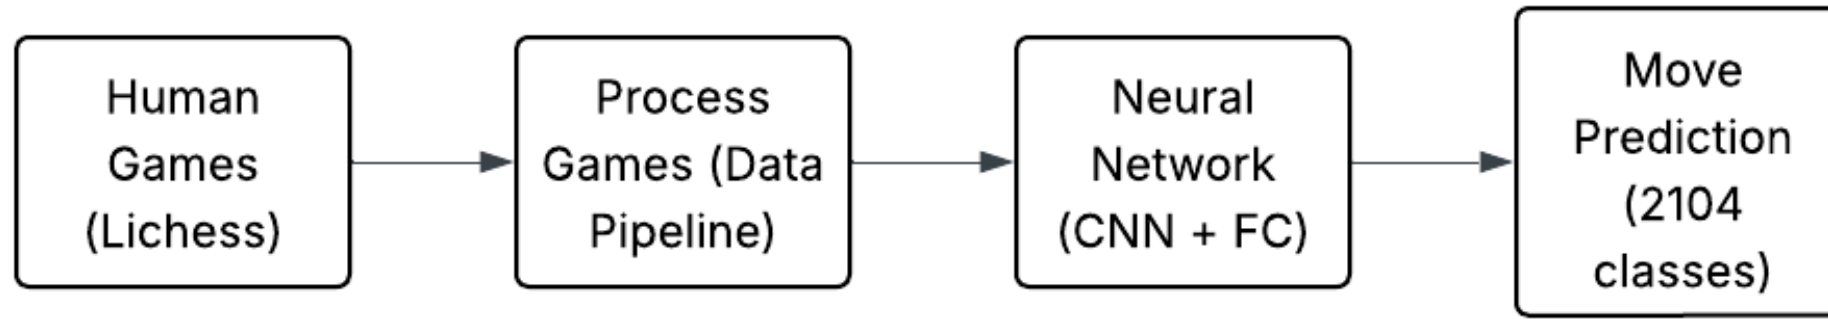 Human
Games
(Lichess)
Process
Games (Data
Pipeline)
Neural
Network
(CNN + FC)
Move
Prediction
(2104
classes)